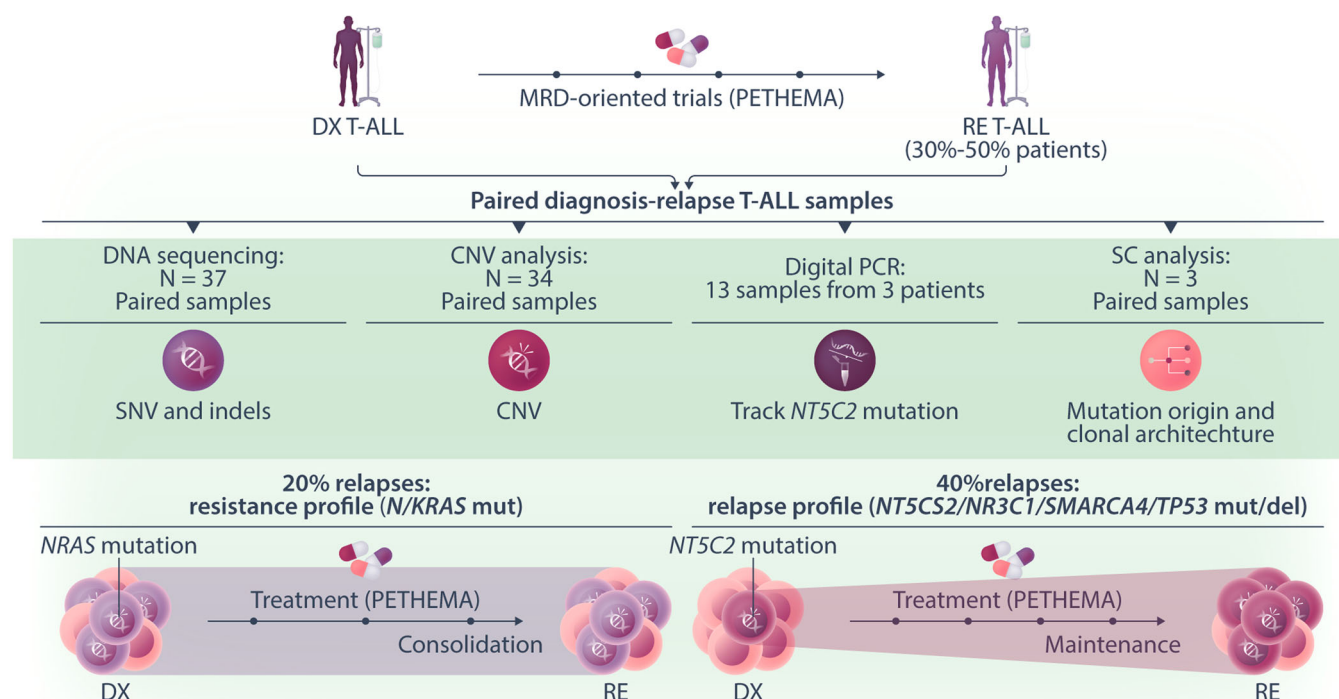 MRD-oriented trials (PETHEMA)
DX T-ALL
RE T-ALL
(30%-50% patients)
Paired diagnosis-relapse T-ALL samples
DNA sequencing:
N = 37
Paired samples
SNV and indels
CNV analysis:
N = 34
Paired samples
CNV
Digital PCR:
13 samples from 3 patients
Track NT5C2 mutation
SC analysis:
N = 3
Paired samples
Mutation origin and
clonal architechture
20% relapses:
resistance profile (N/KRAS mut)
NRAS mutation
Treatment (PETHEMA)
Consolidation
DX
RE
40%relapses:
relapse profile (NT5CS2/NR3C1/SMARCA4/TP53 mut/del)
NT5C2 mutation
Treatment (PETHEMA)
Maintenance
DX
RE